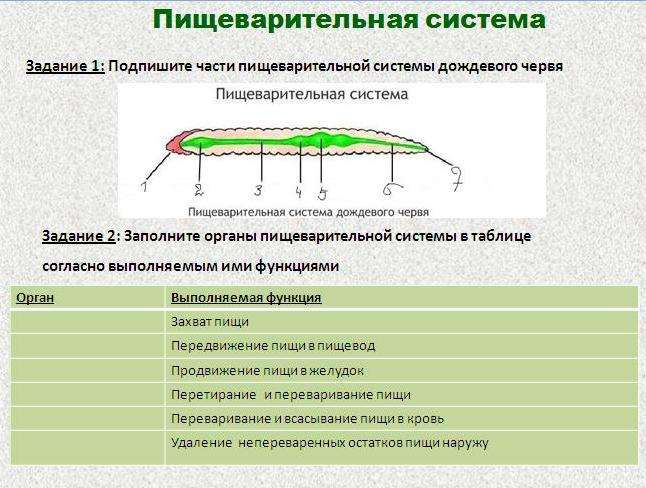 Пищеварительная система
Задание 1: Подпишите части пищеварительной системы дождевого червя
Пищеварительная система
1 2 3 4 5 6 7
Пищеварительная система дождевого червя
Задание 2: Заполните органы пищеварительной системы в таблице
согласно выполняемым ими функциями
Орган Выполняемая функция
Захват пищи
Передвижение пищи в пищевод
Продвижение пищи в желудок
Перетирание и переваривание пищи
Переваривание и всасывание пищи в кровь
Удаление непереваренных остатков пищи наружу